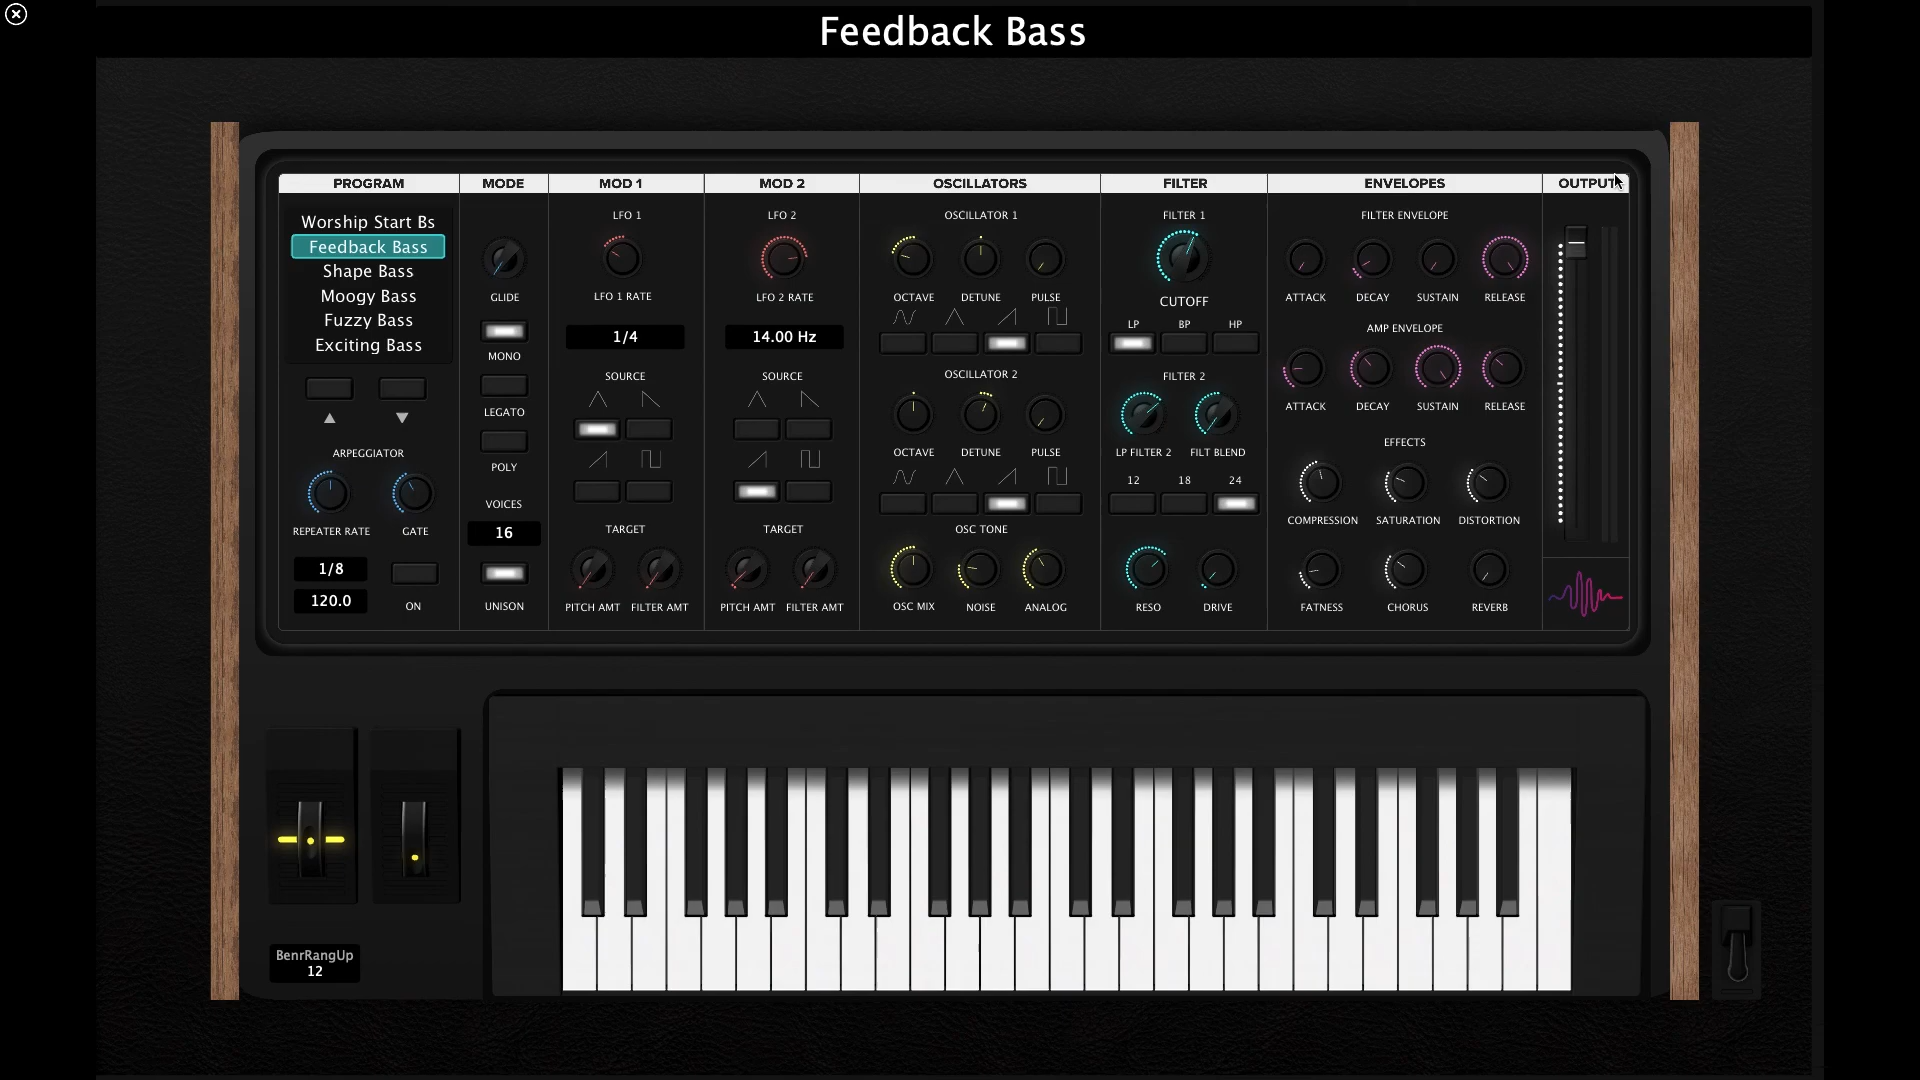 Feedback Bass
PROGRAM
MODE
MOD 1
MOD 2
OSCILLATORS
FILTER
ENVELOPES
OUTPUT
Worship Start Bs
Feedback Bass
Shape Bass
Moogy Bass
Fuzzy Bass
Exciting Bass
ARPEGGIATOR
REPEATER RATE
GATE
1/8
120.0
ON
GLIDE
MONO
LEGATO
POLY
VOICES
16
UNISON
LFO 1
LFO 1 RATE
1/4
SOURCE
TARGET
PITCH AMT
FILTER AMT
LFO 2
LFO 2 RATE
14.00 Hz
SOURCE
TARGET
PITCH AMT
FILTER AMT
OSCILLATOR 1
OCTAVE
DETUNE
PULSE
OSCILLATOR 2
OCTAVE
DETUNE
PULSE
OSC TONE
OSC MIX
NOISE
ANALOG
FILTER 1
CUTOFF
LP
BP
HP
FILTER 2
LP FILTER 2
FILT BLEND
12
18
24
RESO
DRIVE
FILTER ENVELOPE
ATTACK
DECAY
SUSTAIN
RELEASE
AMP ENVELOPE
ATTACK
DECAY
SUSTAIN
RELEASE
EFFECTS
COMPRESSION
SATURATION
DISTORTION
FATNESS
CHORUS
REVERB
BenrRangUp
12